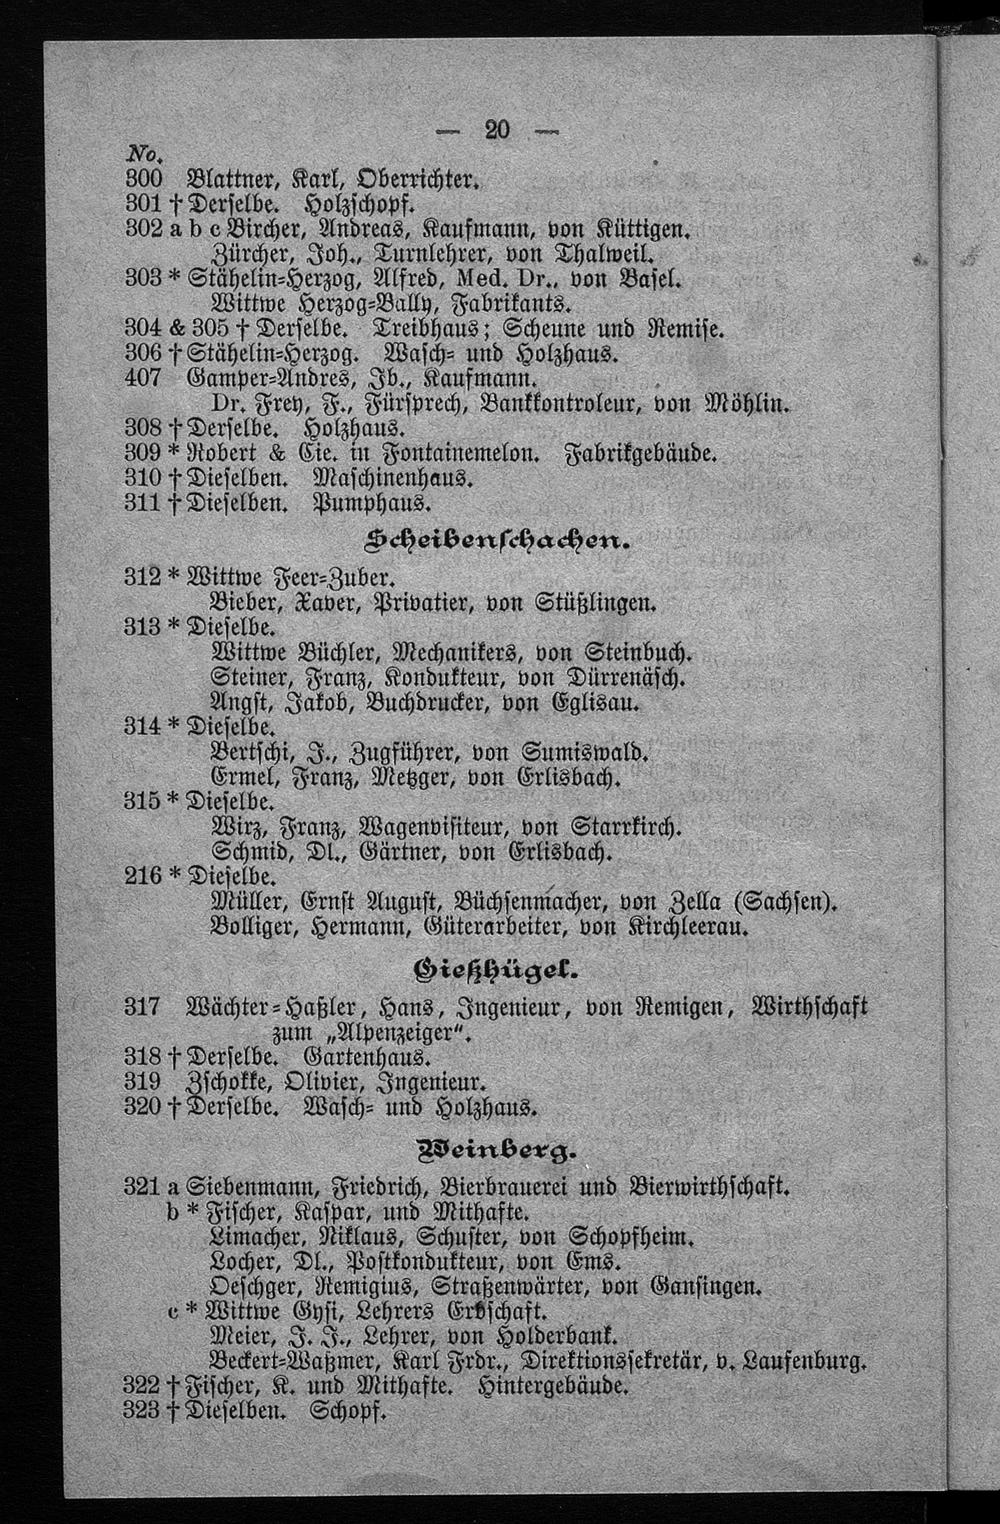 — 20 —
No.
300 Blattner, Karl, Oberrichter.
301 † Derselbe. Holzschopf.
302 a b c Bircher, Andreas, Kaufmann, von Küttigen.
Zürcher, Joh., Turnlehrer, von Thalweil.
303 * Stähelin-Herzog, Alfred, Med. Dr., von Basel.
Wittwe Herzog-Bally, Fabrikants.
304 & 305 † Derselbe. Treibhaus; Scheune und Remise.
306 † Stähelin-Herzog. Wasch- und Holzhaus.
407 Gamper-Andres, Jb., Kaufmann.
Dr. Frey, F., Fürsprech, Bankkontroleur, von Möhlin.
308 † Derselbe. Holzhaus.
309 * Robert & Cie. in Fontainemelon. Fabrikgebäude.
310 † Dieselben. Maschinenhaus.
311 † Dieselben. Pumphaus.
Scheibenschachen.
312 * Wittwe Feer-Zuber.
Bieber, Xaver, Privatier, von Stüßlingen.
313 * Dieselbe.
Wittwe Büchler, Mechanikers, von Steinbuch.
Steiner, Franz, Kondukteur, von Dürrenäsch.
Angst, Jakob, Buchdrucker, von Eglisau.
314 * Dieselbe.
Bertschi, J., Zugführer, von Sumiswald.
Ermel, Franz, Metzger, von Erlisbach.
315 * Dieselbe.
Wirz, Franz, Wagenvisiteur, von Starrkirch.
Schmid, Dl., Gärtner, von Erlisbach.
216 * Dieselbe.
Müller, Ernst August, Büchsenmacher, von Zella (Sachsen).
Bolliger, Hermann, Güterarbeiter, von Kirchleerau.
Gießhügel.
317 Wächter-Haßler, Hans, Ingenieur, von Remigen, Wirthschaft
zum „Alpenzeiger“.
318 † Derselbe. Gartenhaus.
319 Zschokke, Olivier, Ingenieur.
320 † Derselbe. Wasch- und Holzhaus.
Weinberg.
321 a Siebenmann, Friedrich, Bierbrauerei und Bierwirthschaft.
b * Fischer, Kaspar, und Mithafte.
Limacher, Niklaus, Schuster, von Schopfheim.
Locher, Dl., Postkondukteur, von Ems.
Oeschger, Remigius, Straßenwärter, von Gansingen.
c * Wittwe Gysi, Lehrers Erbschaft.
Meier, J. J., Lehrer, von Holderbank.
Beckert-Waßmer, Karl Frdr., Direktionssekretär, v. Laufenburg.
322 † Fischer, K. und Mithafte. Hintergebäude.
323 † Dieselben. Schopf.